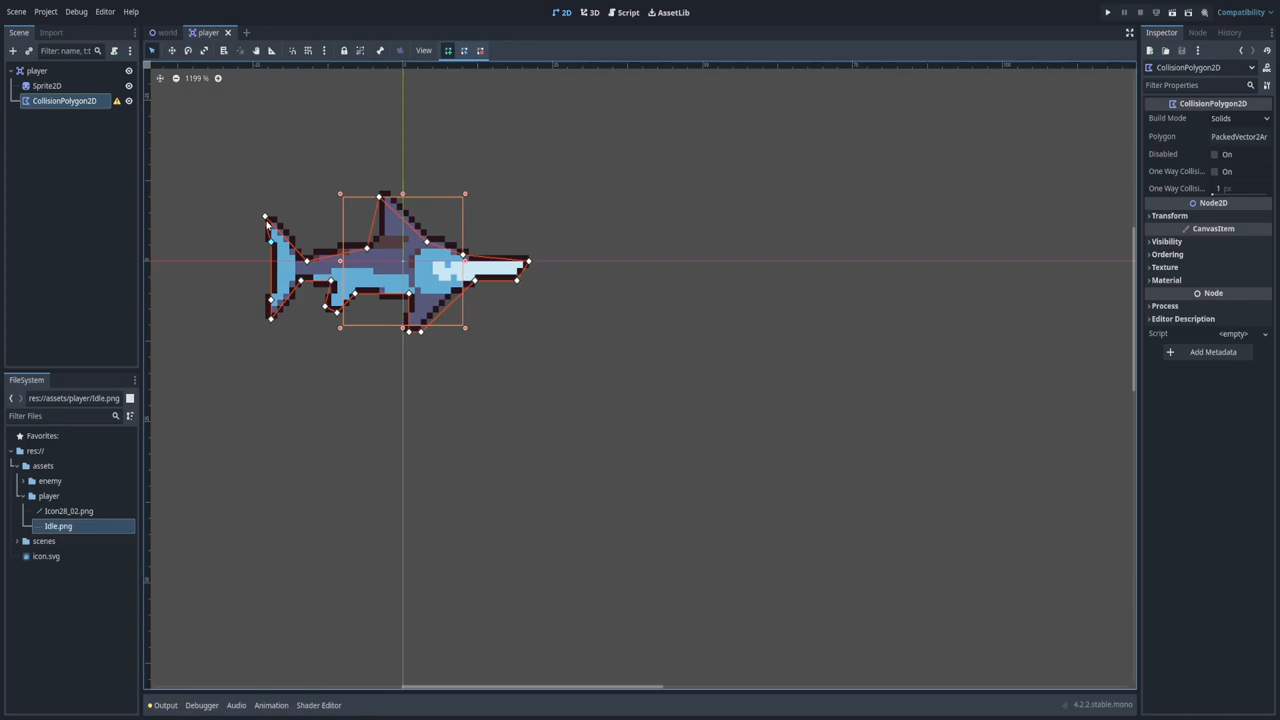 Scene Project Debug Editor Help
2D 3D Script AssetLib
Compatibility
Scene Import
world player
Inspector Node History
Filter: name, t:t
View
player
Sprite2D
CollisionPolygon2D
1199 %
CollisionPolygon2D
Filter Properties
CollisionPolygon2D
Build Mode Solids
Polygon PackedVector2Ar
Disabled On
One Way Collisi... On
One Way Collisi... 1 px
Node2D
Transform
CanvasItem
Visibility
Ordering
Texture
Material
Node
Process
Editor Description
Script <empty>
Add Metadata
FileSystem
res://assets/player/Idle.png
Filter Files
Favorites:
res://
assets
enemy
player
Icon28_02.png
Idle.png
scenes
icon.svg
Output Debugger Audio Animation Shader Editor
4.2.2.stable.mono